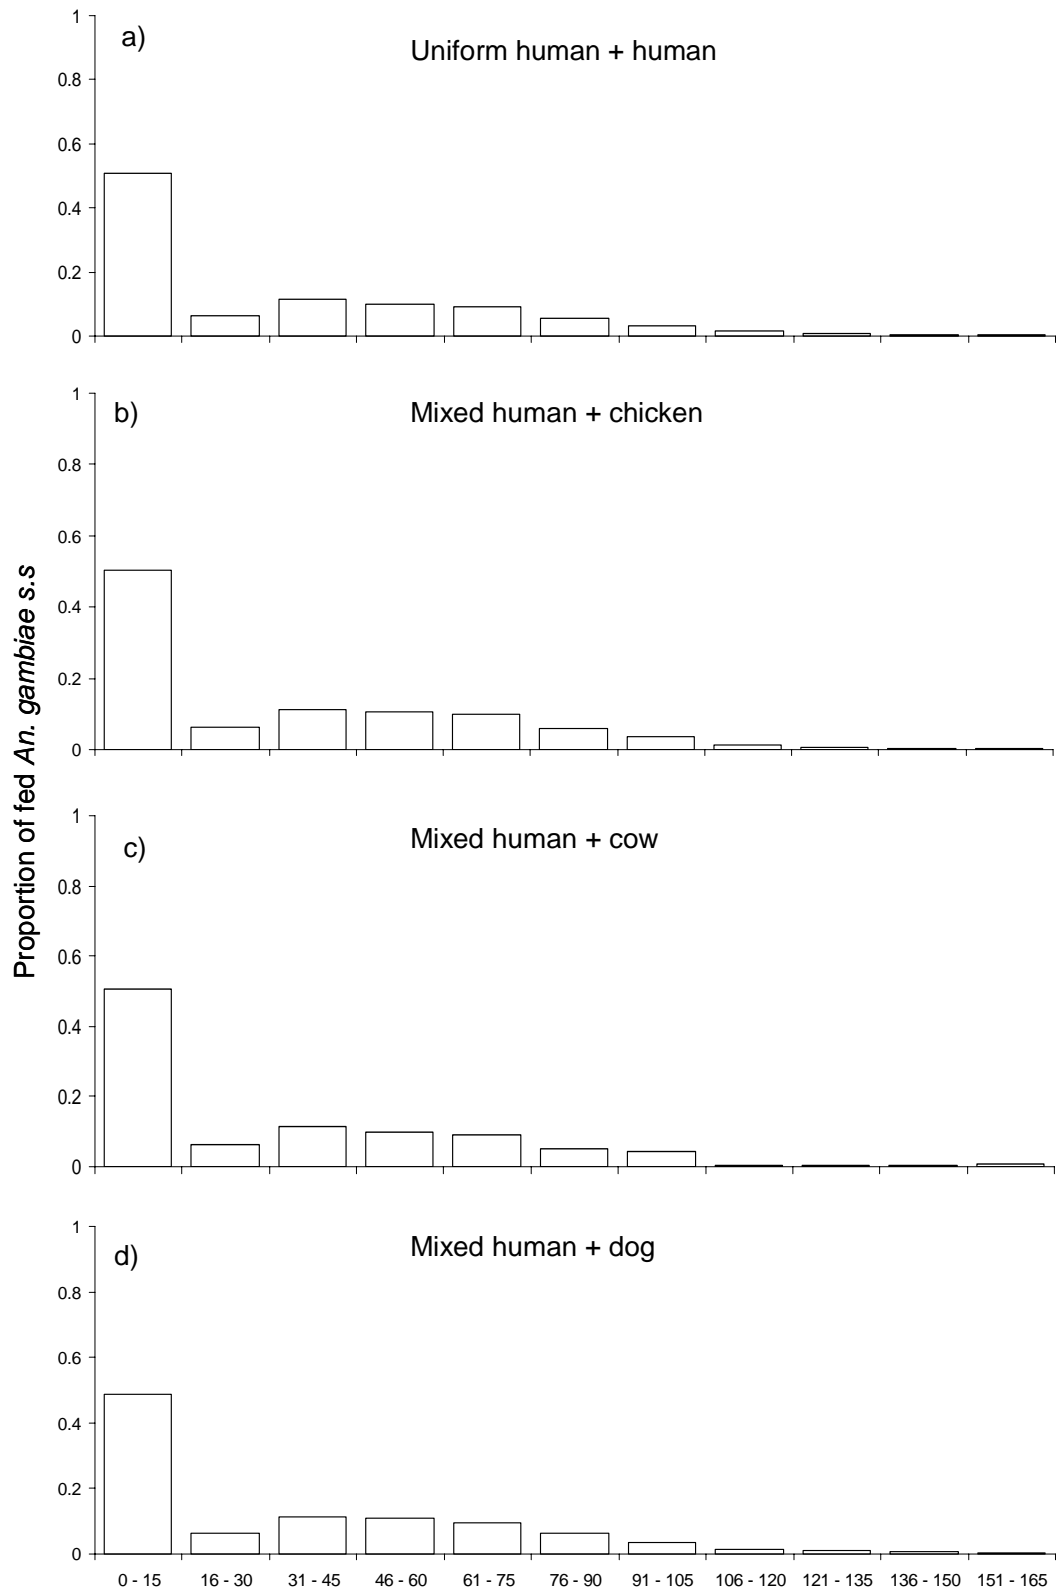 Proportion of fed An. gambiae s.s
a)
Uniform human + human
1
0.8
0.6
0.4
0.2
0
b)
Mixed human + chicken
1
0.8
0.6
0.4
0.2
0
c)
Mixed human + cow
1
0.8
0.6
0.4
0.2
0
d)
Mixed human + dog
1
0.8
0.6
0.4
0.2
0
0 - 15 16 - 30 31 - 45 46 - 60 61 - 75 76 - 90 91 - 105 106 - 120 121 - 135 136 - 150 151 - 165